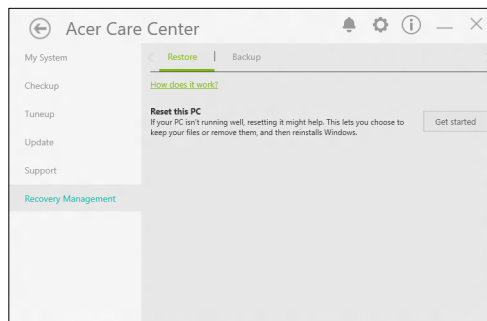 Acer Care Center
My System
Checkup
Tuneup
Update
Support
Recovery Management
Restore
Backup
How does it work?
Reset this PC
If your PC isn't running well, resetting it might help. This lets you choose to
keep your files or remove them, and then reinstalls Windows.
Get started